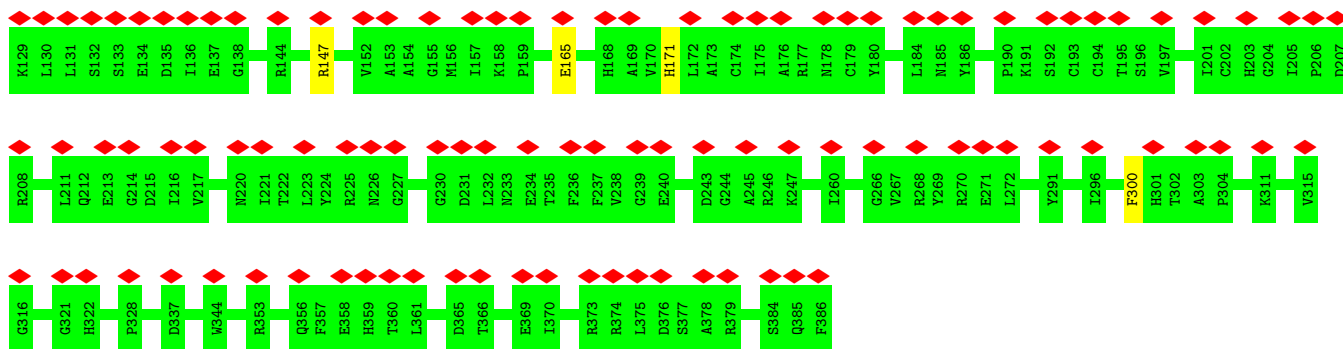 K129 L130 L131 S132 S133 E134 D135 I136 E137 G138 R144 R147 V152 A153 A154 G155 M156 I157 K158 P159 E165 H168 A169 V170 H171 L172 A173 C174 I175 A176 R177 N178 C179 Y180 L184 N185 Y186 P190 K191 S192 C193 C194 T195 S196 V197 I201 C202 H203 G204 I205 P206 D207
R208 L211 Q212 E213 G214 D215 I216 V217 N220 I221 T222 L223 Y224 R225 N226 G227 G230 D231 L232 N233 E234 T235 F236 F237 V238 G239 E240 D243 G244 A245 R246 K247 I260 G266 V267 R268 Y269 R270 E271 L272 Y291 I296 F300 H301 T302 A303 P304 K311 V315
G316 G321 H322 P328 D337 W344 R353 Q356 F357 E358 H359 T360 L361 D365 T366 E369 I370 R373 R374 L375 D376 S377 A378 R379 S384 Q385 F386